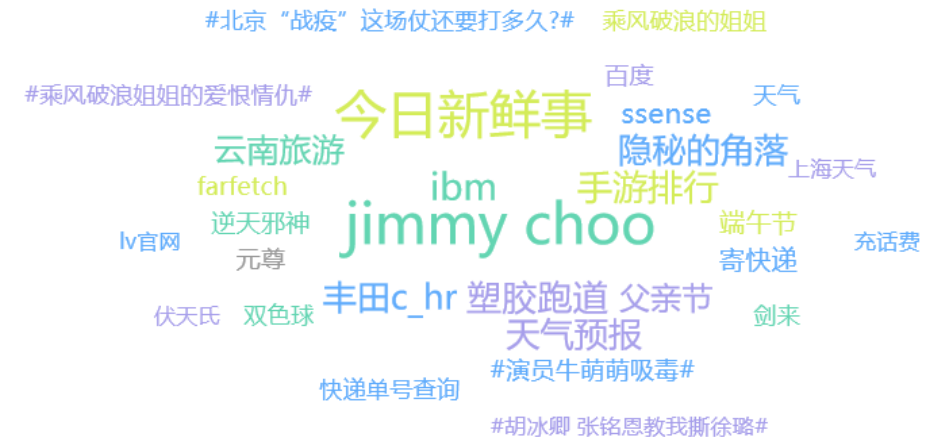 #北京“战疫”这场仗还要打多久?#
乘风破浪的姐姐
百度
#乘风破浪姐姐的爱恨情仇#
今日新鲜事
天气
ssense
云南旅游
隐秘的角落
上海天气
farfetch
ibm
手游排行
逆天邪神
jimmy choo
端午节
lv官网
充话费
元尊
寄快递
丰田c_hr
塑胶跑道
父亲节
伏天氏
双色球
剑来
天气预报
#演员牛萌萌吸毒#
快递单号查询
#胡冰卿 张铭恩教我撕徐璐#